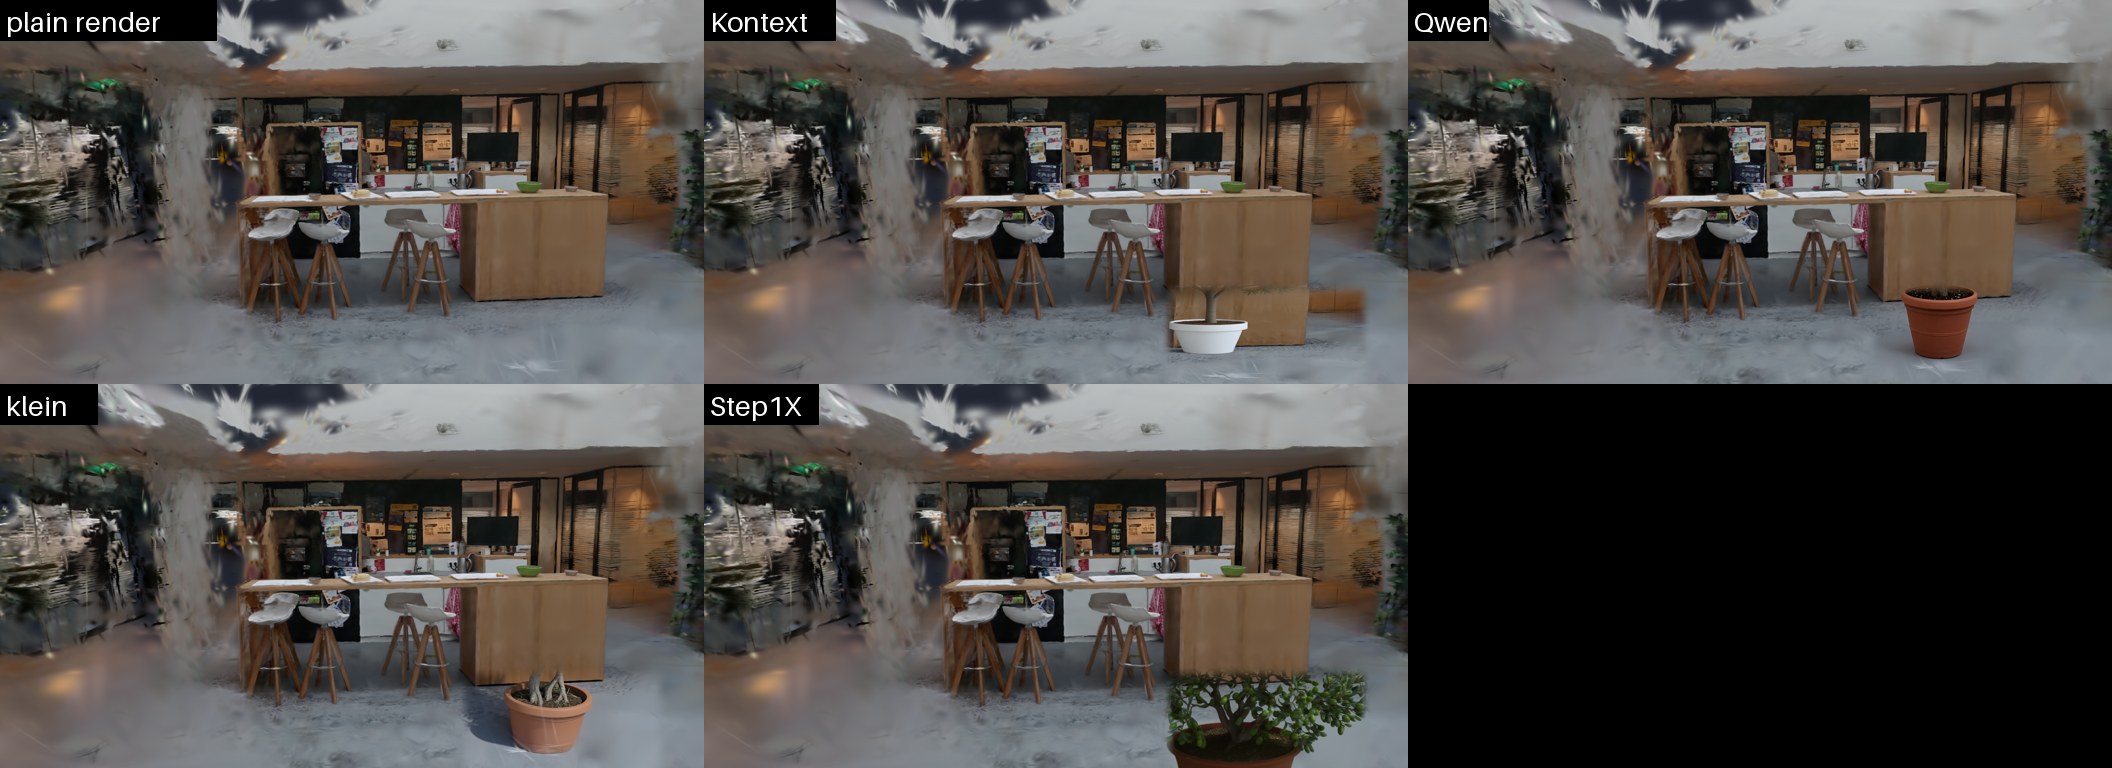 plain render
Kontext
Qwen
klein
Step1X